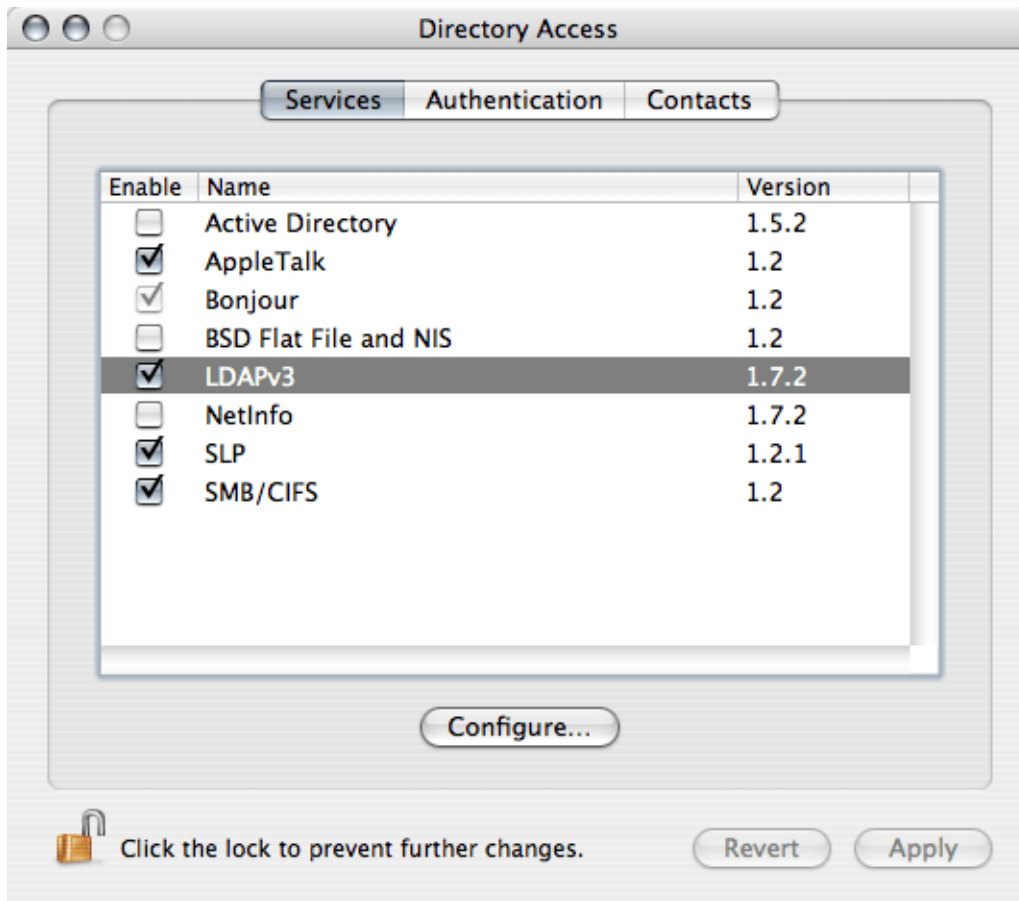 Directory Access
Services Authentication Contacts
Enable Name Version
Active Directory 1.5.2
AppleTalk 1.2
Bonjour 1.2
BSD Flat File and NIS 1.2
LDAPv3 1.7.2
NetInfo 1.7.2
SLP 1.2.1
SMB/CIFS 1.2
Configure...
Click the lock to prevent further changes. Revert Apply